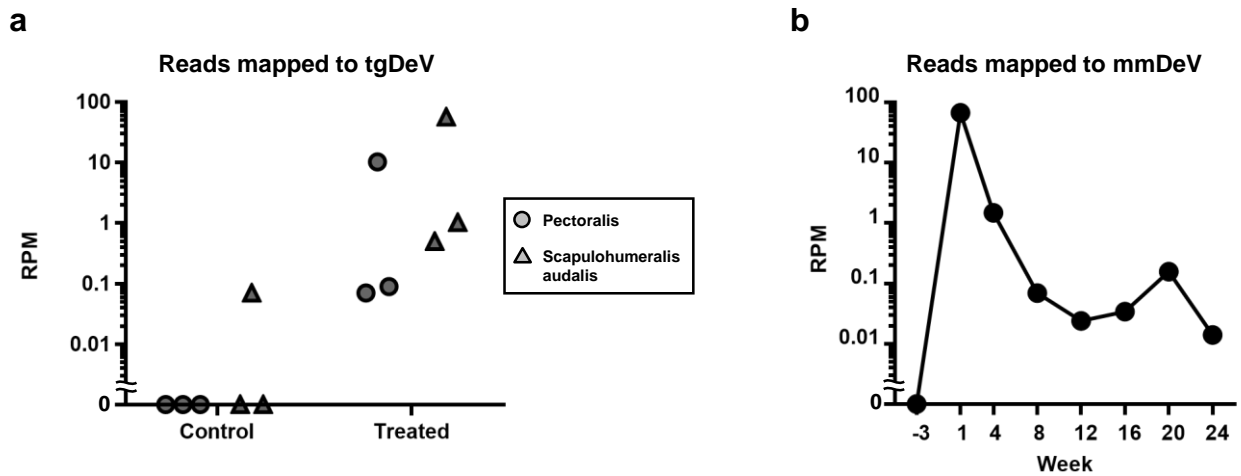 a
Reads mapped to tgDeV
RPM
100
10
1
0.1
0.01
0
Control
Treated
Pectoralis
Scapulohumeralis
audalis
b
Reads mapped to mmDeV
RPM
100
10
1
0.1
0.01
0
-3 1 4 8 12 16 20 24
Week